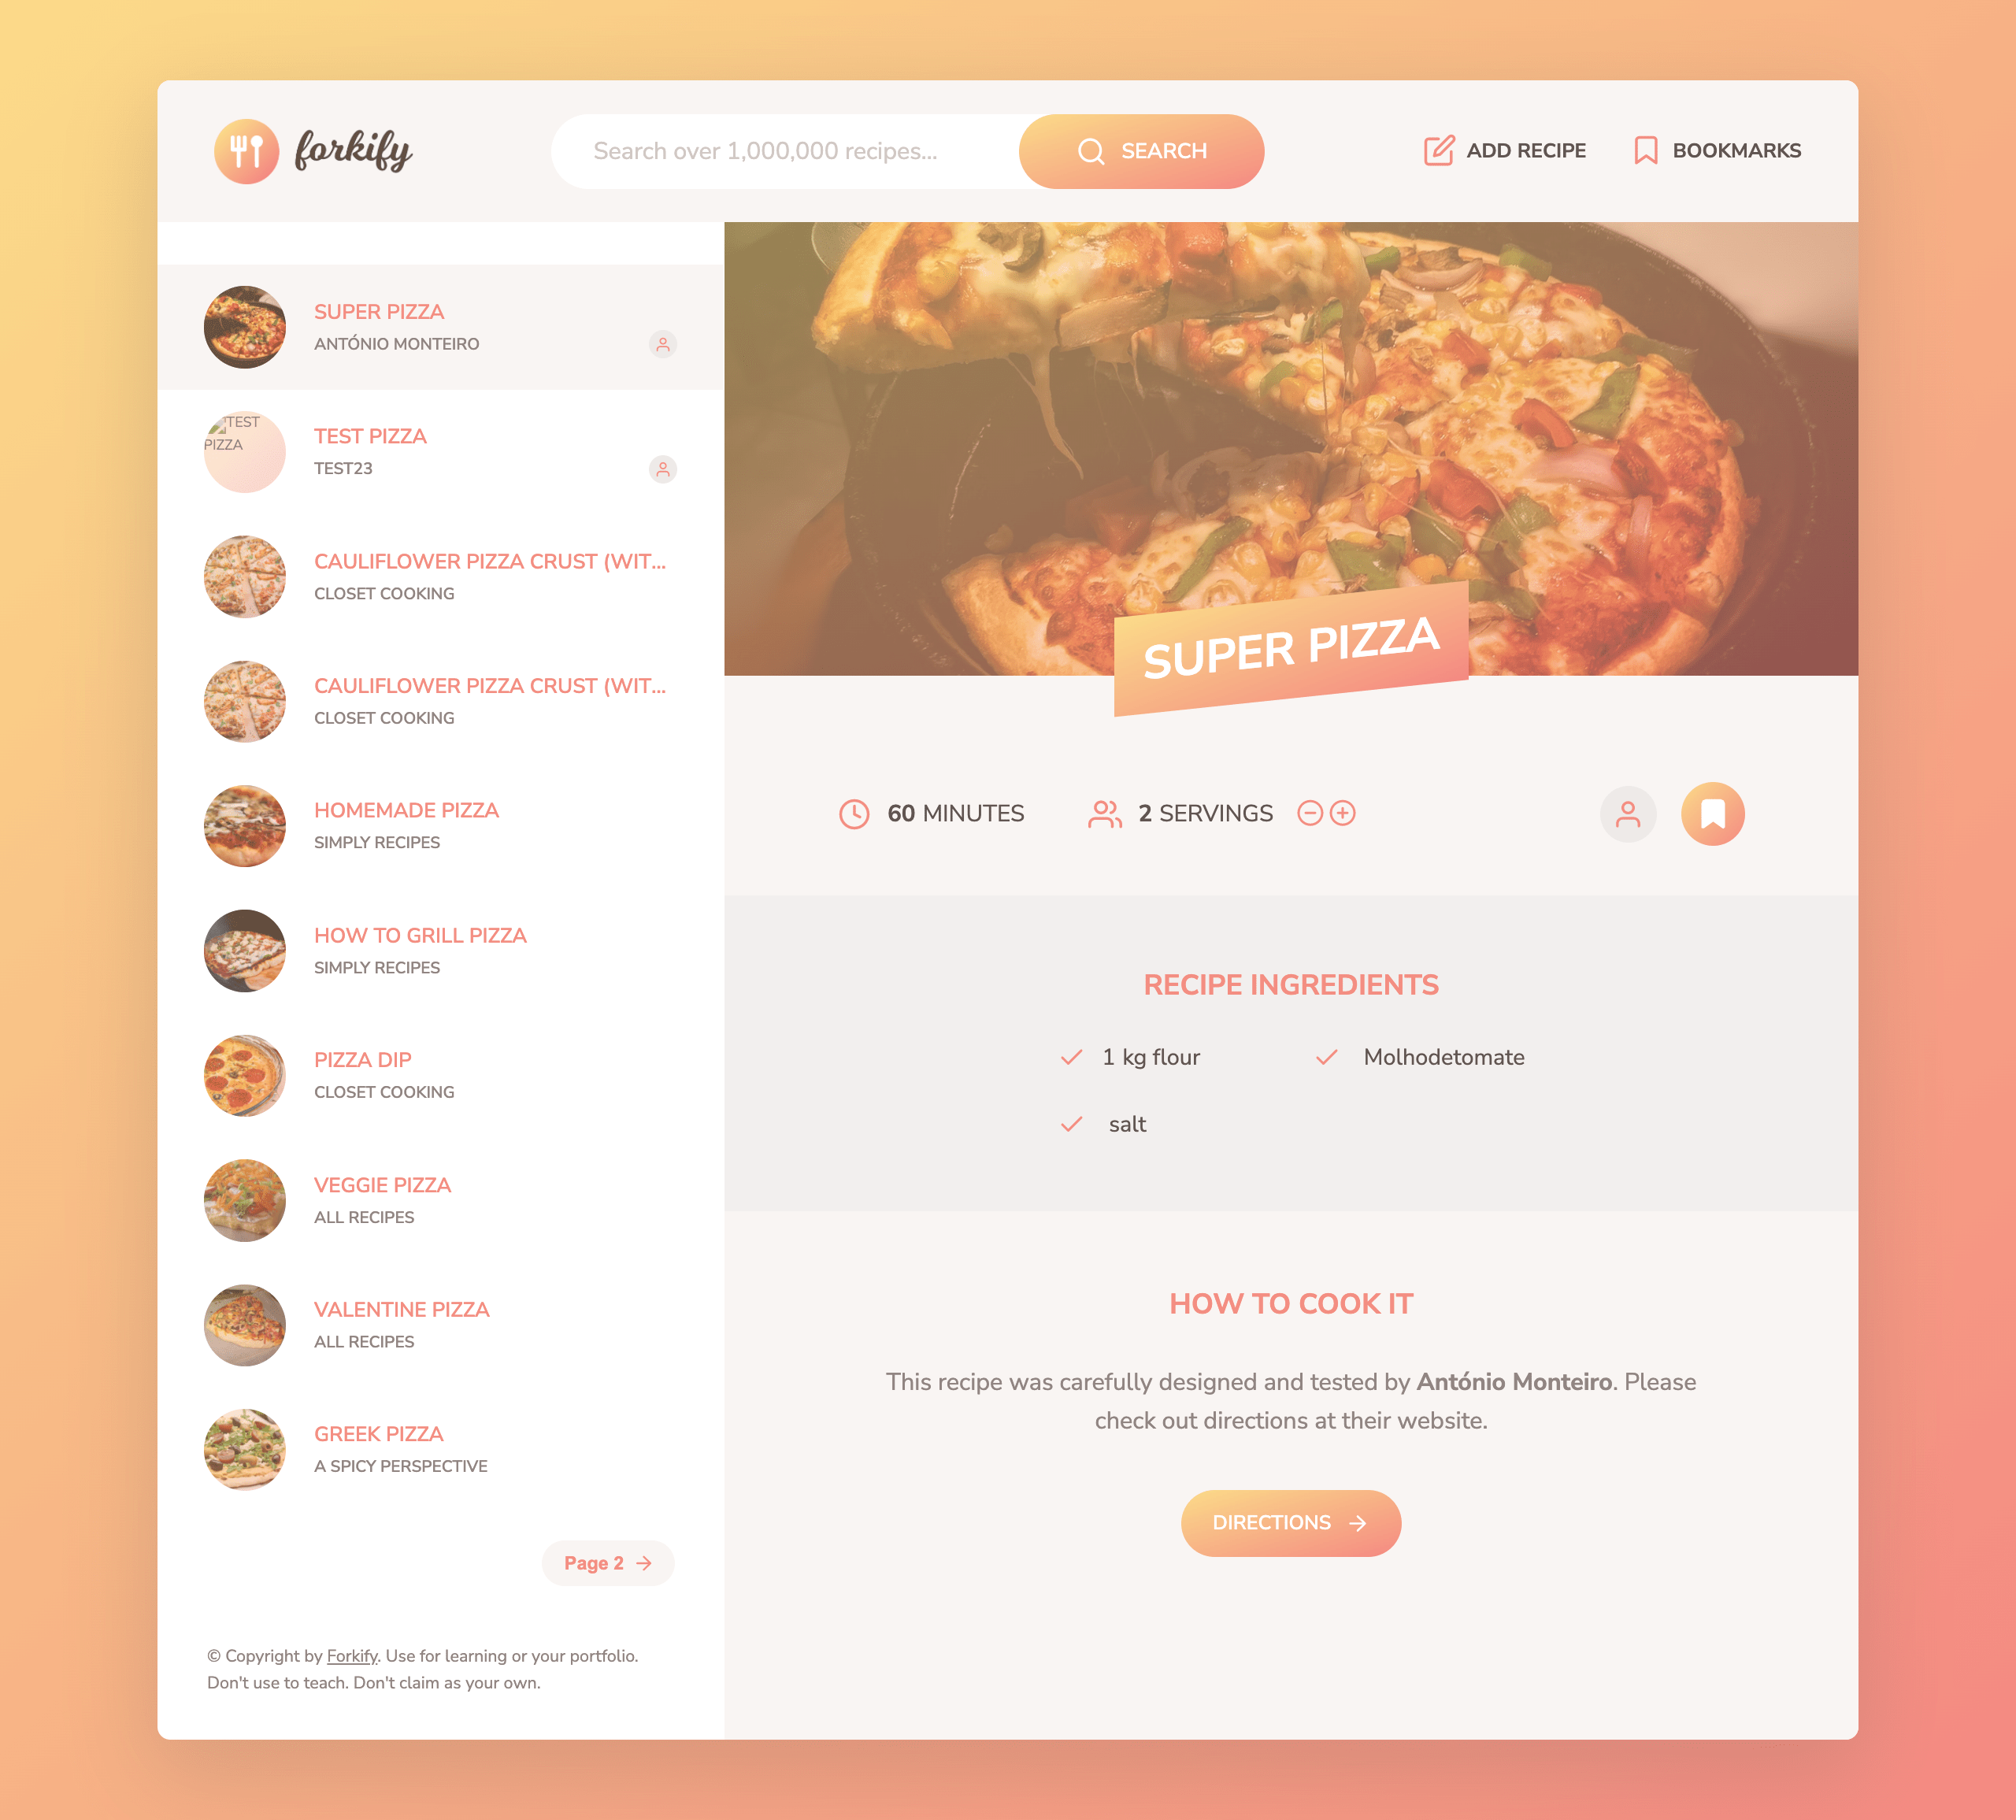 forkify
Search over 1,000,000 recipes...
SEARCH
ADD RECIPE
BOOKMARKS
SUPER PIZZA
ANTÓNIO MONTEIRO
TEST
PIZZA
TEST PIZZA
TEST23
CAULIFLOWER PIZZA CRUST (WIT...
CLOSET COOKING
CAULIFLOWER PIZZA CRUST (WIT...
CLOSET COOKING
HOMEMADE PIZZA
SIMPLY RECIPES
HOW TO GRILL PIZZA
SIMPLY RECIPES
PIZZA DIP
CLOSET COOKING
VEGGIE PIZZA
ALL RECIPES
VALENTINE PIZZA
ALL RECIPES
GREEK PIZZA
A SPICY PERSPECTIVE
Page 2
© Copyright by Forkify. Use for learning or your portfolio.
Don't use to teach. Don't claim as your own.
SUPER PIZZA
60 MINUTES
2 SERVINGS
RECIPE INGREDIENTS
1 kg flour
Molhodetomate
salt
HOW TO COOK IT
This recipe was carefully designed and tested by António Monteiro. Please
check out directions at their website.
DIRECTIONS